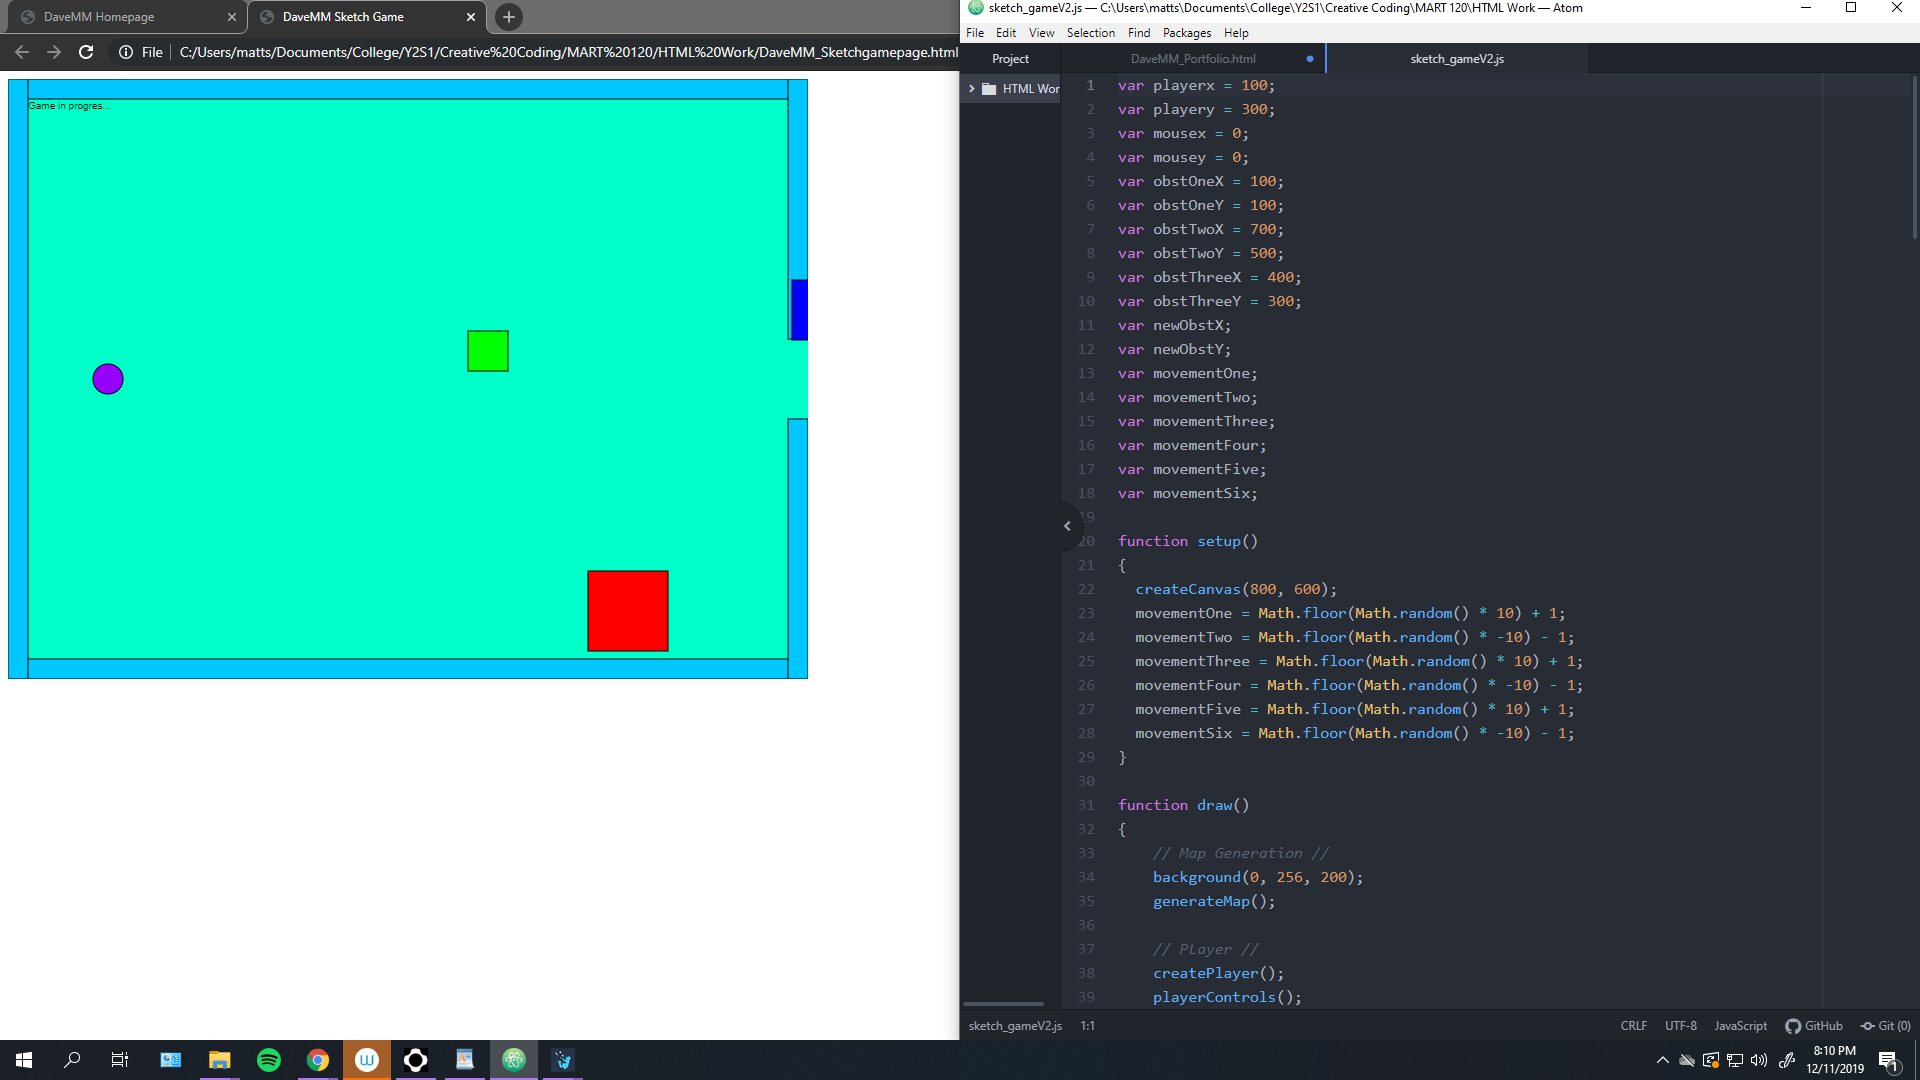 DaveMM Homepage
DaveMM Sketch Game
File
C:/Users/matts/Documents/College/Y2S1/Creative%20Coding/MART%20120/HTML%20Work/DaveMM_Sketchgamepage.html
Game in progres...
sketch_gameV2.js — C:\Users\matts\Documents\College\Y2S1\Creative Coding\MART 120\HTML Work — Atom
File Edit View Selection Find Packages Help
Project
HTML Wor
DaveMM_Portfolio.html
sketch_gameV2.js
1 var playerx = 100;
2 var playery = 300;
3 var mousex = 0;
4 var mousey = 0;
5 var obstOneX = 100;
6 var obstOneY = 100;
7 var obstTwoX = 700;
8 var obstTwoY = 500;
9 var obstThreeX = 400;
10 var obstThreeY = 300;
11 var newObstX;
12 var newObstY;
13 var movementOne;
14 var movementTwo;
15 var movementThree;
16 var movementFour;
17 var movementFive;
18 var movementSix;
19
20 function setup()
21 {
22 createCanvas(800, 600);
23 movementOne = Math.floor(Math.random() * 10) + 1;
24 movementTwo = Math.floor(Math.random() * -10) - 1;
25 movementThree = Math.floor(Math.random() * 10) + 1;
26 movementFour = Math.floor(Math.random() * -10) - 1;
27 movementFive = Math.floor(Math.random() * 10) + 1;
28 movementSix = Math.floor(Math.random() * -10) - 1;
29 }
30
31 function draw()
32 {
33 // Map Generation //
34 background(0, 256, 200);
35 generateMap();
36
37 // PLayer //
38 createPlayer();
39 playerControls();
sketch_gameV2.js 1:1
CRLF UTF-8 JavaScript GitHub Git (0)
8:10 PM
12/11/2019
1